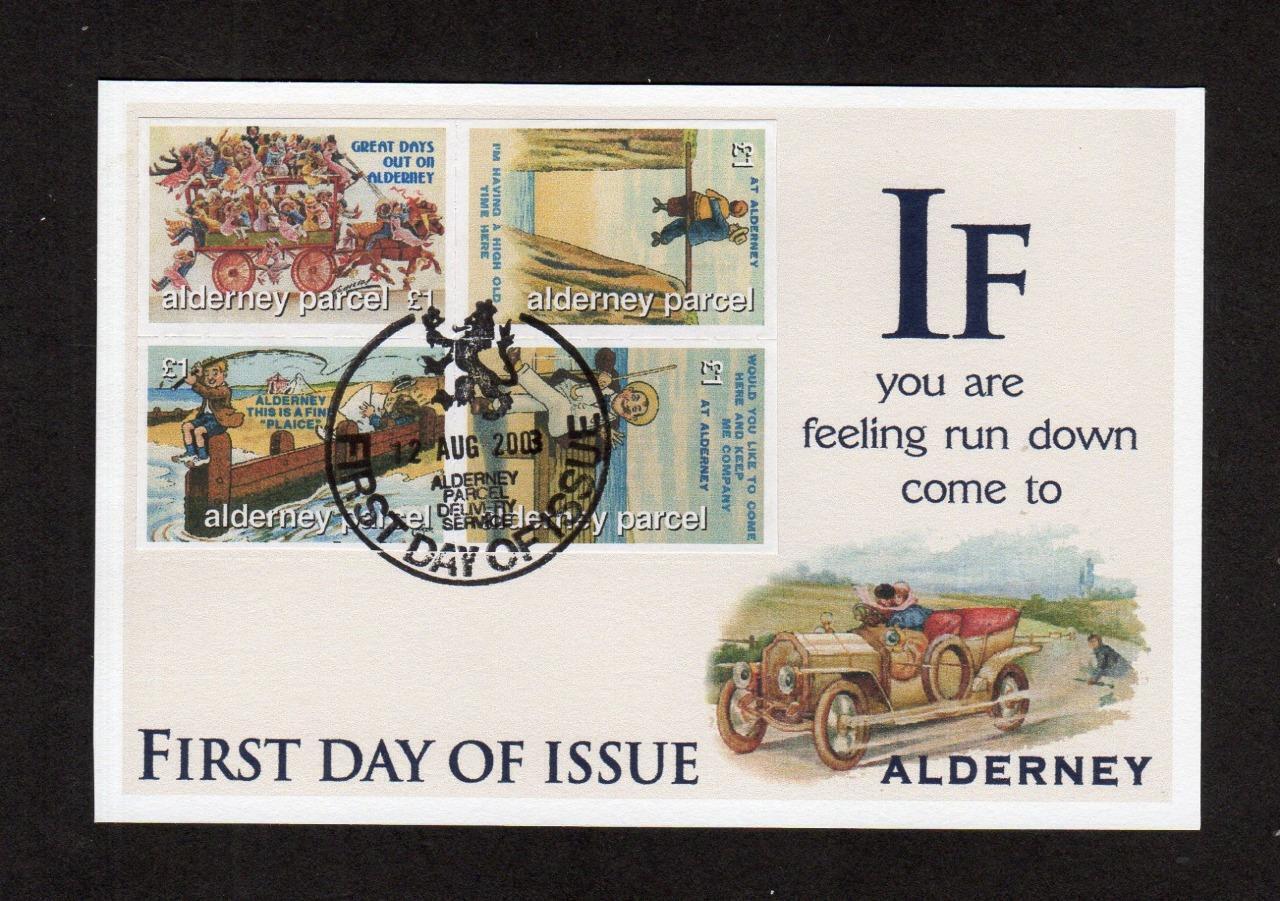 GREAT DAYS
OUT ON
ALDERNEY
alderney parcel £1
I'M HAVING A HIGH OLD
TIME HERE
£1
AT ALDERNEY
alderney parcel
£1
ALDERNEY
THIS IS A FINE
"PLAICE"
alderney parcel
£1
WOULD YOU LIKE TO COME
HERE AND KEEP
ME COMPANY
AT ALDERNEY
alderney parcel
12 AUG 2003
ALDERNEY
PARCEL
DELIVERY
SERVICE
FIRST DAY OF ISSUE
IF
you are
feeling run down
come to
ALDERNEY
FIRST DAY OF ISSUE